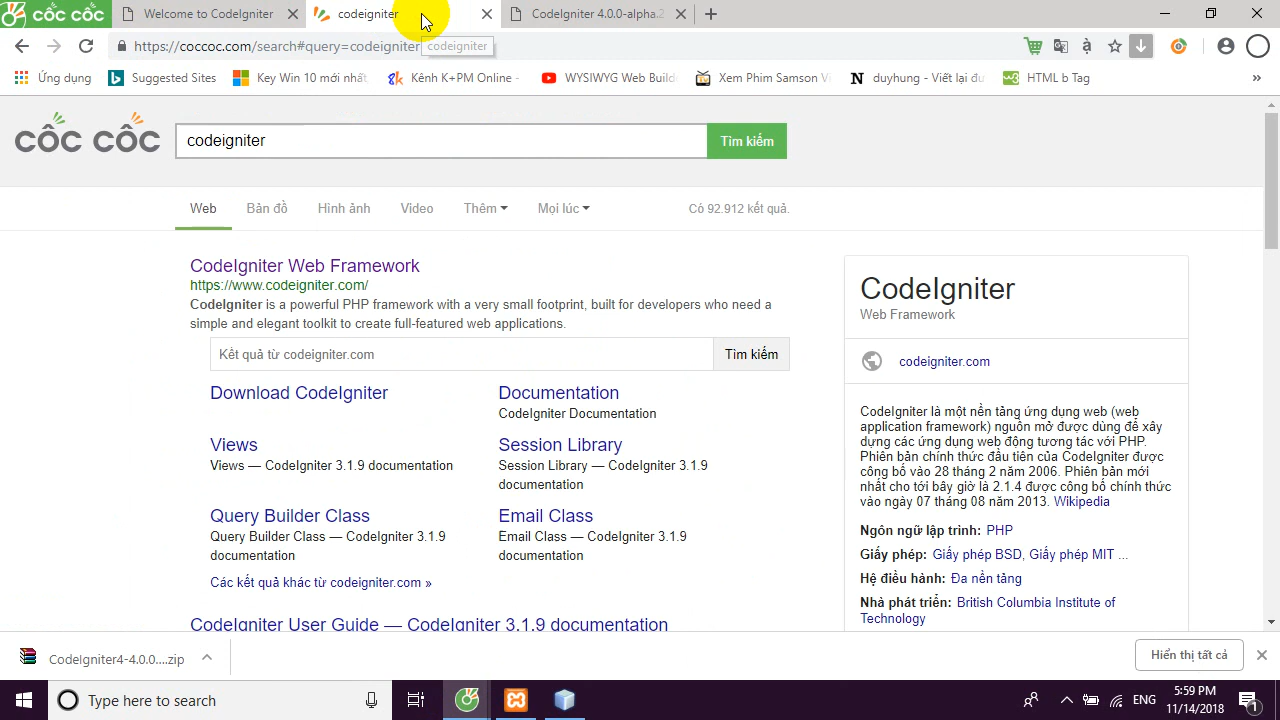 CỐC CỐC
Welcome to CodeIgniter
codeigniter
CodeIgniter 4.0.0-alpha.2
https://coccoc.com/search#query=codeigniter
codeigniter
Ứng dụng
Suggested Sites
Key Win 10 mới nhất
Kênh K+PM Online -
WYSIWYG Web Build
Xem Phim Samson V
duyhung - Viết lại đư
HTML b Tag
CỐC CỐC
codeigniter
Tìm kiếm
Web
Bản đồ
Hình ảnh
Video
Thêm
Mọi lúc
Có 92.912 kết quả.
CodeIgniter Web Framework
https://www.codeigniter.com/
CodeIgniter is a powerful PHP framework with a very small footprint, built for developers who need a
simple and elegant toolkit to create full-featured web applications.
Kết quả từ codeigniter.com
Tìm kiếm
Download CodeIgniter
Documentation
CodeIgniter Documentation
Views
Views — CodeIgniter 3.1.9 documentation
Session Library
Session Library — CodeIgniter 3.1.9
documentation
Query Builder Class
Query Builder Class — CodeIgniter 3.1.9
documentation
Email Class
Email Class — CodeIgniter 3.1.9
documentation
Các kết quả khác từ codeigniter.com »
CodeIgniter User Guide — CodeIgniter 3.1.9 documentation
CodeIgniter
Web Framework
codeigniter.com
CodeIgniter là một nền tảng ứng dụng web (web
application framework) nguồn mở được dùng để xây
dựng các ứng dụng web động tương tác với PHP.
Phiên bản chính thức đầu tiên của CodeIgniter được
công bố vào 28 tháng 2 năm 2006. Phiên bản mới
nhất cho tới bây giờ là 2.1.4 được công bố chính thức
vào ngày 07 tháng 08 năm 2013. Wikipedia
Ngôn ngữ lập trình: PHP
Giấy phép: Giấy phép BSD, Giấy phép MIT ...
Hệ điều hành: Đa nền tảng
Nhà phát triển: British Columbia Institute of
Technology
CodeIgniter4-4.0.0....zip
Hiển thị tất cả
Type here to search
ENG
5:59 PM
11/14/2018
1